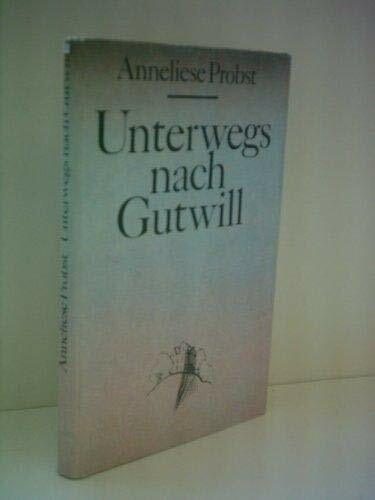 Anneliese Probst
Unterwegs
nach
Gutwill
Anneliese Probst Unterwegs nach Gutwill